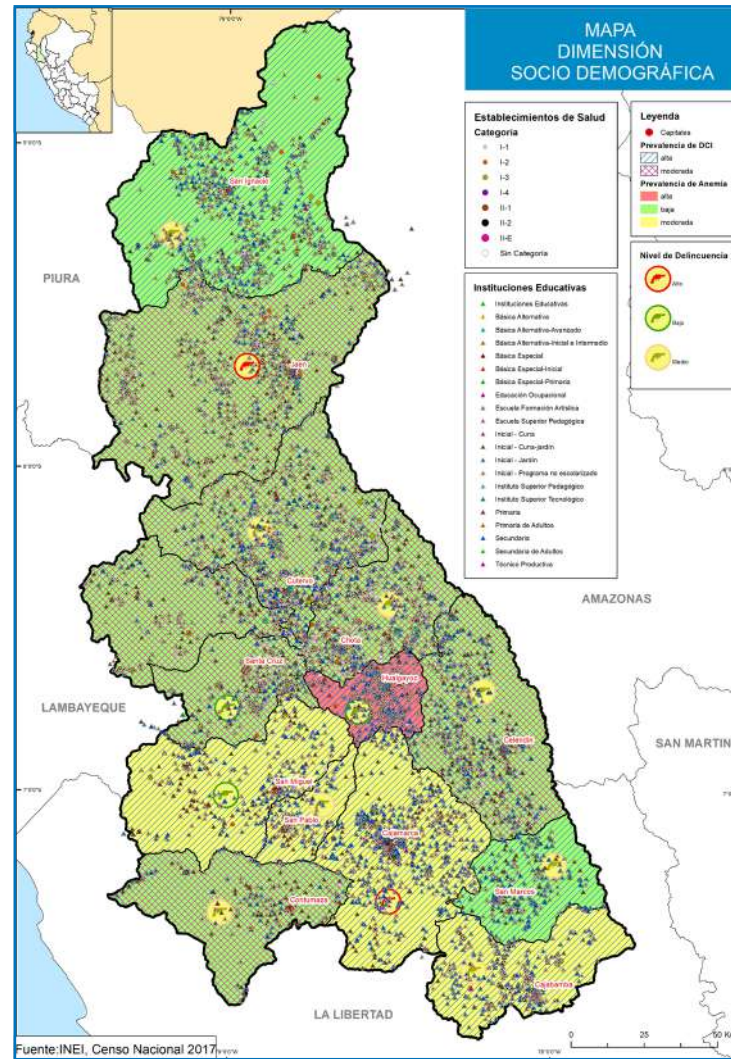 MAPA
DIMENSIÓN
SOCIO DEMOGRÁFICA
Establecimientos de Salud
Categoría
I-1
I-2
I-3
I-4
II-1
II-2
II-E
Sin Categoría
Leyenda
Capitales
Prevalencia de DCI
alta
moderada
Prevalencia de Anemia
alta
baja
moderada
Nivel de Delincuencia
Alto
Bajo
Medio
Instituciones Educativas
Instituciones Educativas
Básica Alternativa
Básica Alternativa-Avanzado
Básica Alternativa-Inicial e Intermedio
Básica Especial
Básica Especial-Inicial
Básica Especial-Primaria
Educación Ocupacional
Escuela Formación Artística
Escuela Superior Pedagógica
Inicial - Cuna
Inicial - Cuna-jardín
Inicial - Jardín
Inicial - Programa no escolarizado
Instituto Superior Pedagógico
Instituto Superior Tecnológico
Primaria
Primaria de Adultos
Secundaria
Secundaria de Adultos
Técnico Productiva
San Ignacio
PIURA
Jaén
Cutervo
AMAZONAS
Chota
Santa Cruz
Hualgayoc
LAMBAYEQUE
Celendín
SAN MARTIN
San Miguel
San Pablo
Cajamarca
San Marcos
Contumaza
Cajabamba
LA LIBERTAD
0 25 50
Fuente:INEI, Censo Nacional 2017